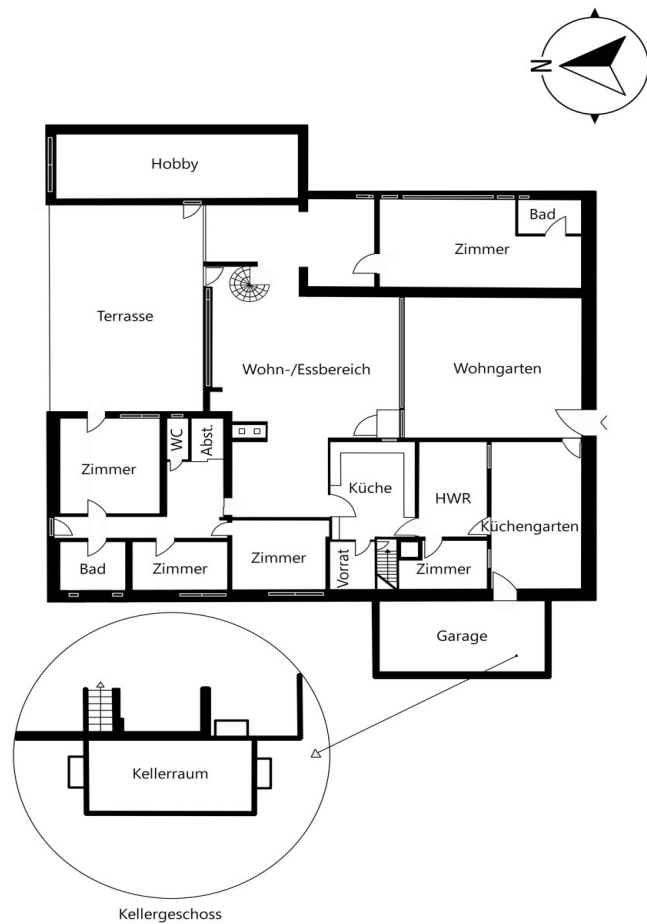 N
Hobby
Bad
Zimmer
Terrasse
Wohn-/Essbereich
Wohngarten
WC
Abst.
Zimmer
Küche
HWR
Küchengarten
Zimmer
Vorrat
Bad
Zimmer
Zimmer
Garage
Kellerraum
Kellergeschoss